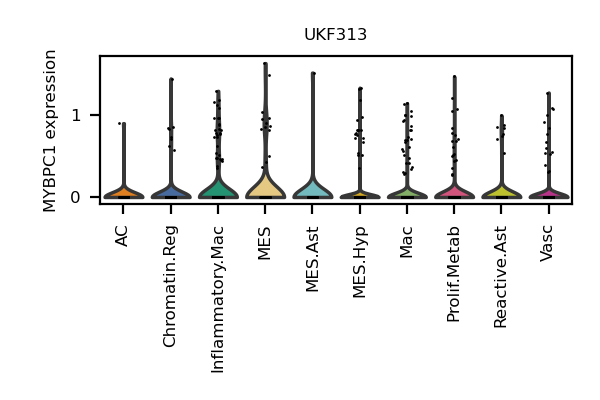 UKF313
MYBPC1 expression
1
0
AC
Chromatin.Reg
Inflammatory.Mac
MES
MES.Ast
MES.Hyp
Mac
Prolif.Metab
Reactive.Ast
Vasc